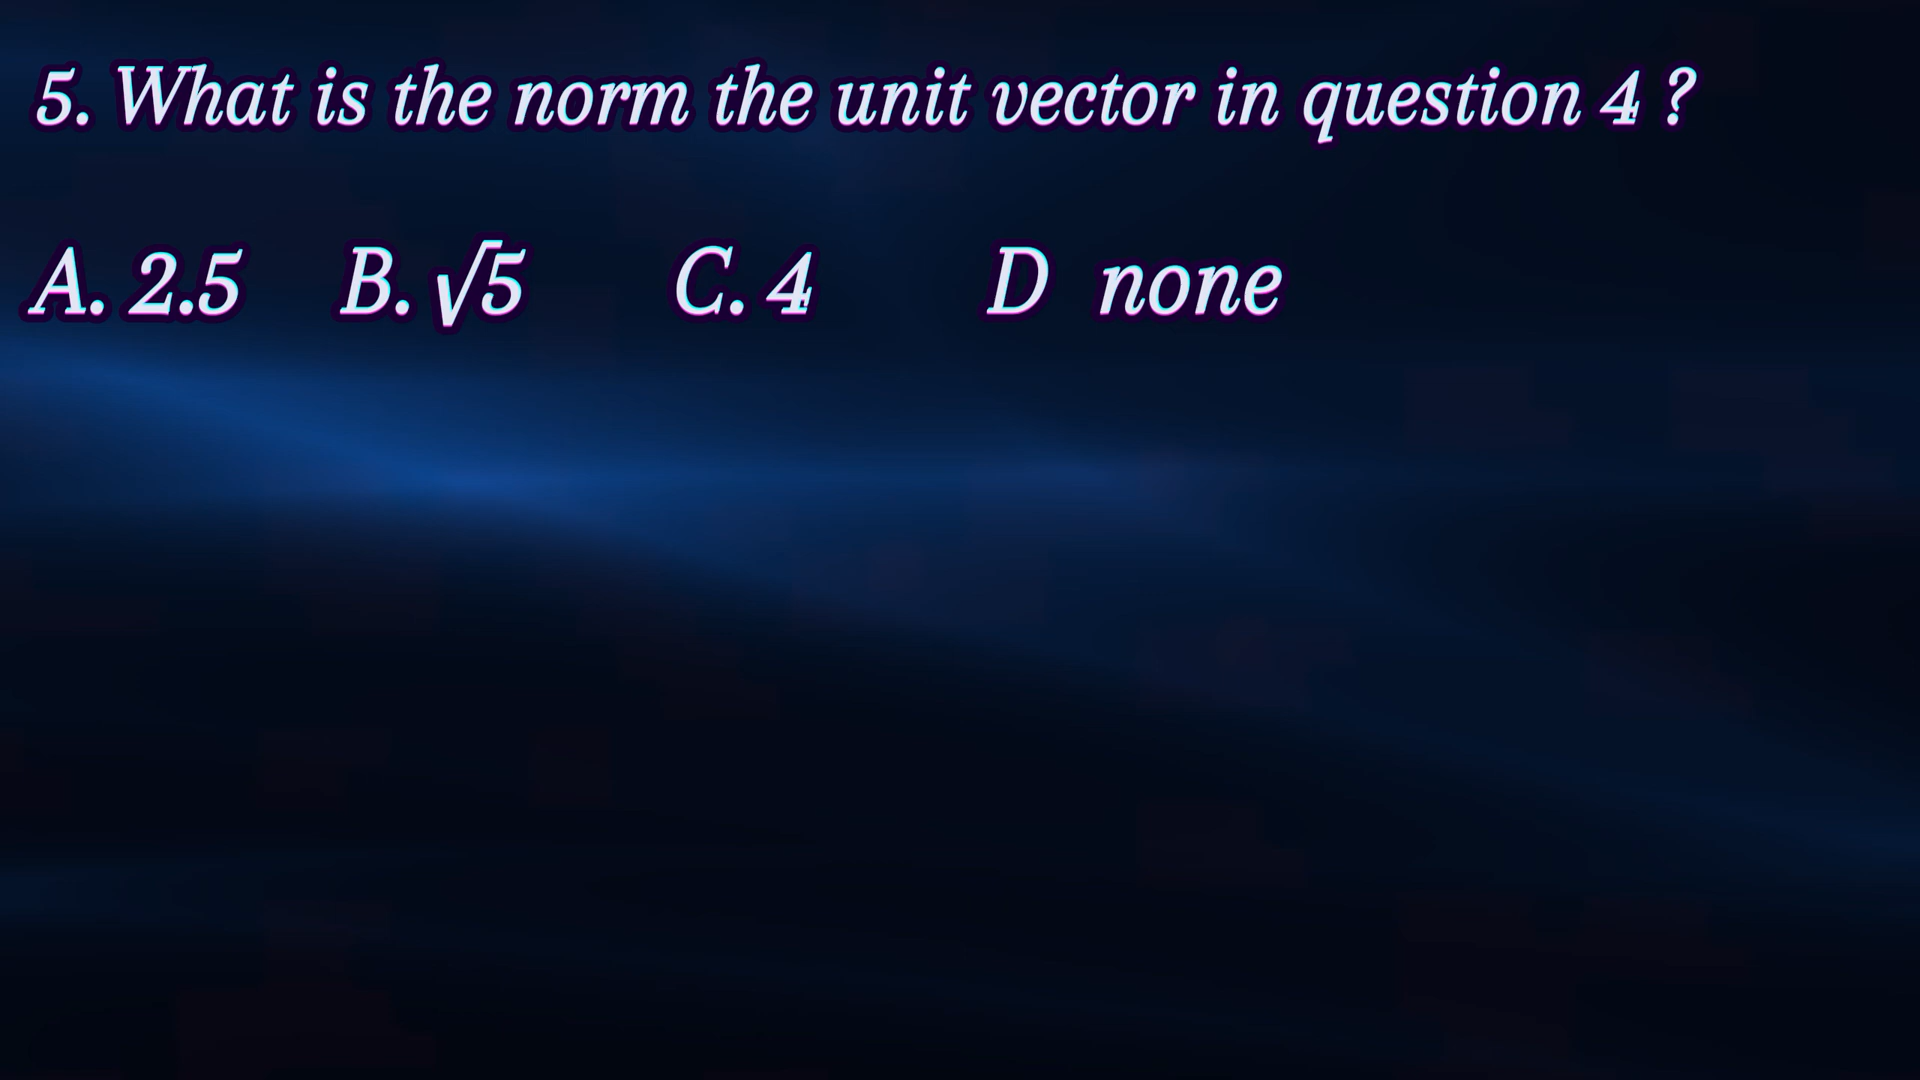 5. What is the norm the unit vector in question 4 ?
A. 2.5 B. √5 C. 4 D none